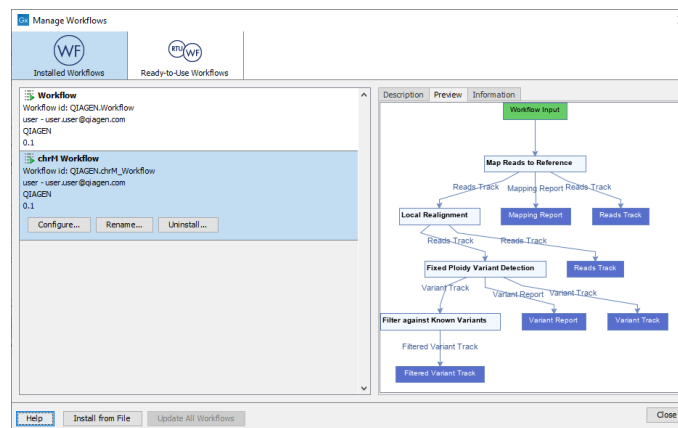 Gx Manage Workflows
WF
RTU WF
Installed Workflows
Ready-to-Use Workflows
Workflow
Workflow id: QIAGEN.Workflow
user - user.user@qiagen.com
QIAGEN
0.1
chrM Workflow
Workflow id: QIAGEN.chrM_Workflow
user - user.user@qiagen.com
QIAGEN
0.1
Configure...
Rename...
Uninstall...
Description
Preview
Information
Workflow Input
Map Reads to Reference
Reads Track
Mapping Report
Reads Track
Local Realignment
Mapping Report
Reads Track
Reads Track
Reads Track
Fixed Ploidy Variant Detection
Reads Track
Variant Track
Variant Report
Variant Track
Filter against Known Variants
Variant Report
Variant Track
Filtered Variant Track
Filtered Variant Track
Help
Install from File
Update All Workflows
Close